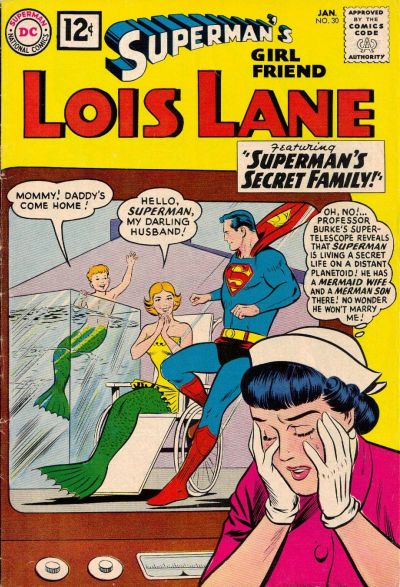 SUPERMAN
DC
NATIONAL COMICS
12¢
SUPERMAN'S
GIRL
FRIEND
LOIS LANE
JAN.
NO. 30
APPROVED
BY THE
COMICS
CODE
CA
AUTHORITY
Featuring
"SUPERMAN'S
SECRET FAMILY!"
MOMMY! DADDY'S
COME HOME!
HELLO,
SUPERMAN,
MY DARLING
HUSBAND!
OH, NO!...
PROFESSOR
BURKE'S SUPER-
TELESCOPE REVEALS
THAT SUPERMAN
IS LIVING A SECRET
LIFE ON A DISTANT
PLANETOID! HE HAS
A MERMAID WIFE
AND A MERMAN SON
THERE! NO WONDER
HE WON'T MARRY
ME!
S